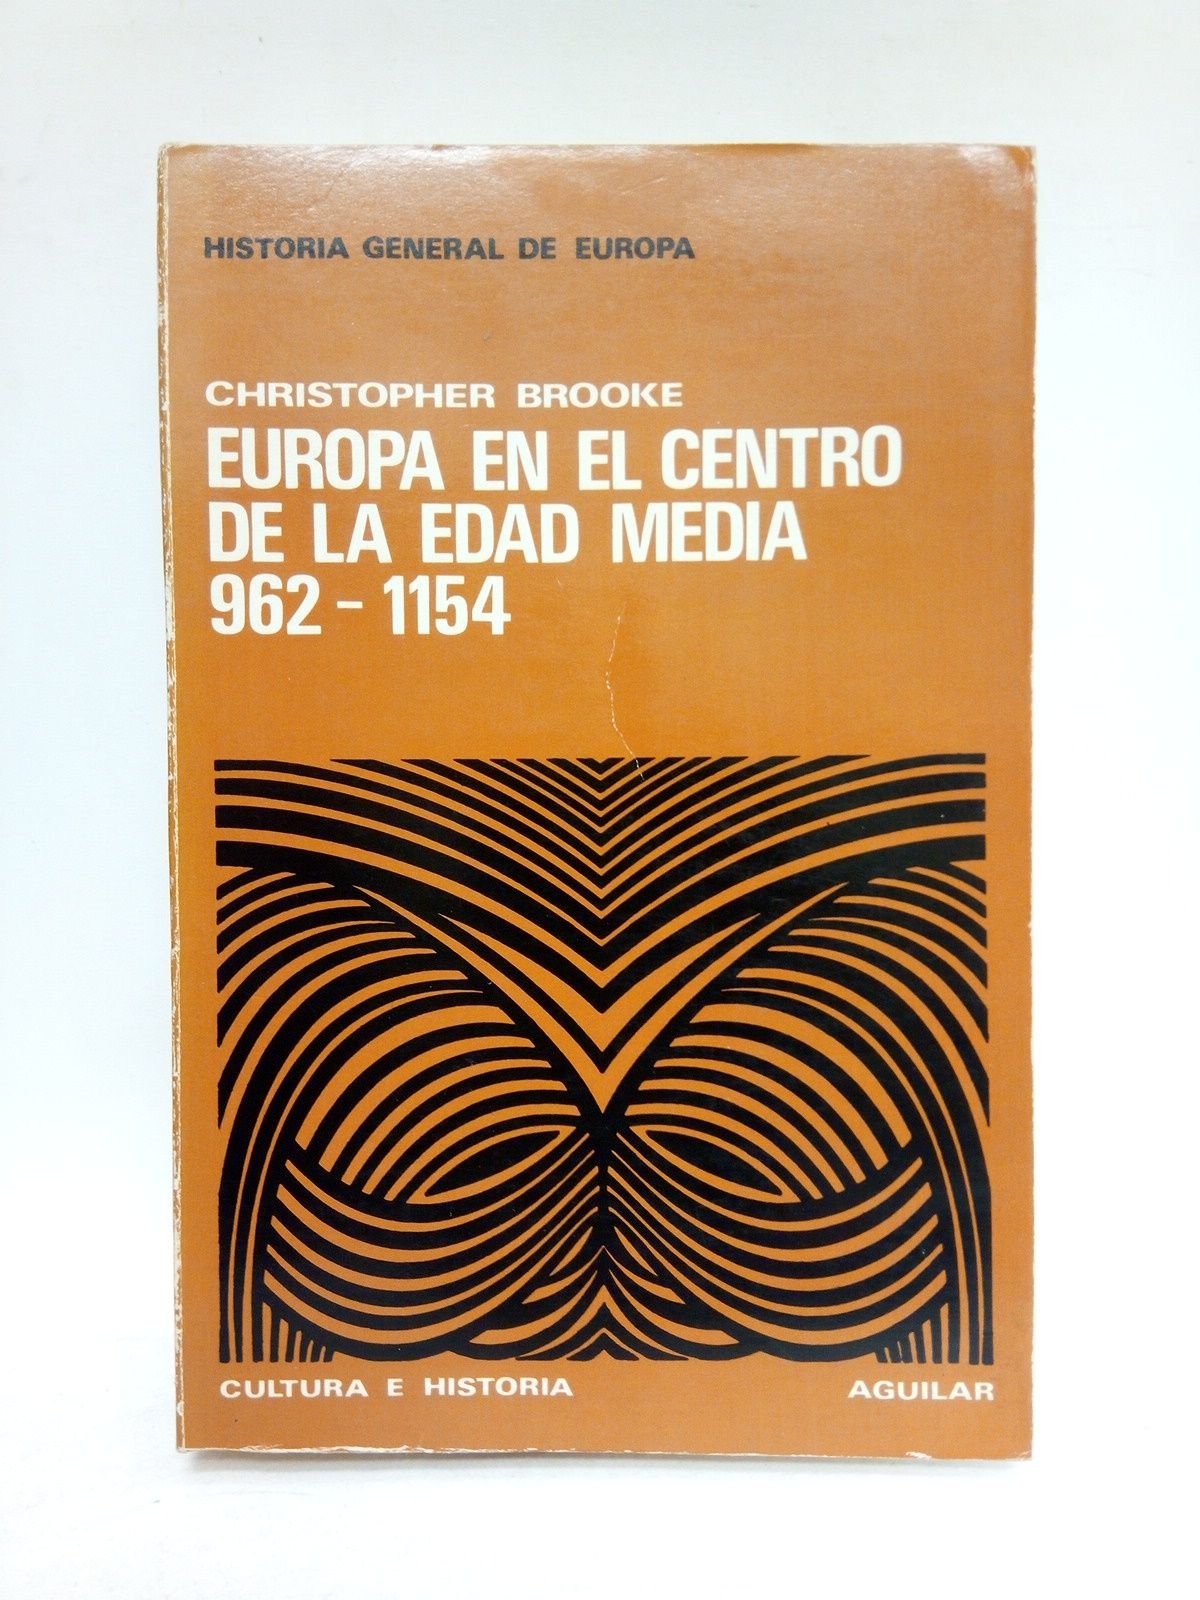 HISTORIA GENERAL DE EUROPA
CHRISTOPHER BROOKE
EUROPA EN EL CENTRO
DE LA EDAD MEDIA
962 - 1154
CULTURA E HISTORIA
AGUILAR